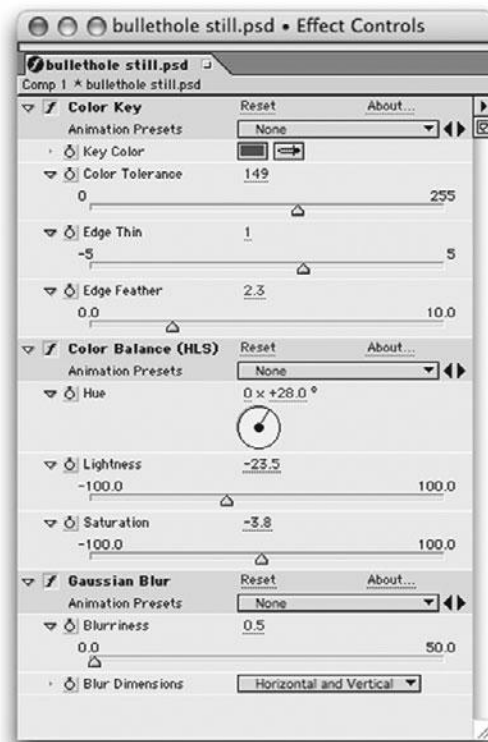 bullethole still.psd • Effect Controls
bullethole still.psd
Comp 1 * bullethole still.psd
Color Key Reset About...
Animation Presets None
Key Color
Color Tolerance 149
0 255
Edge Thin 1
-5 5
Edge Feather 2.3
0.0 10.0
Color Balance (HLS) Reset About...
Animation Presets None
Hue 0 x +28.0 °
Lightness -23.5
-100.0 100.0
Saturation -3.8
-100.0 100.0
Gaussian Blur Reset About...
Animation Presets None
Blurriness 0.5
0.0 50.0
Blur Dimensions Horizontal and Vertical